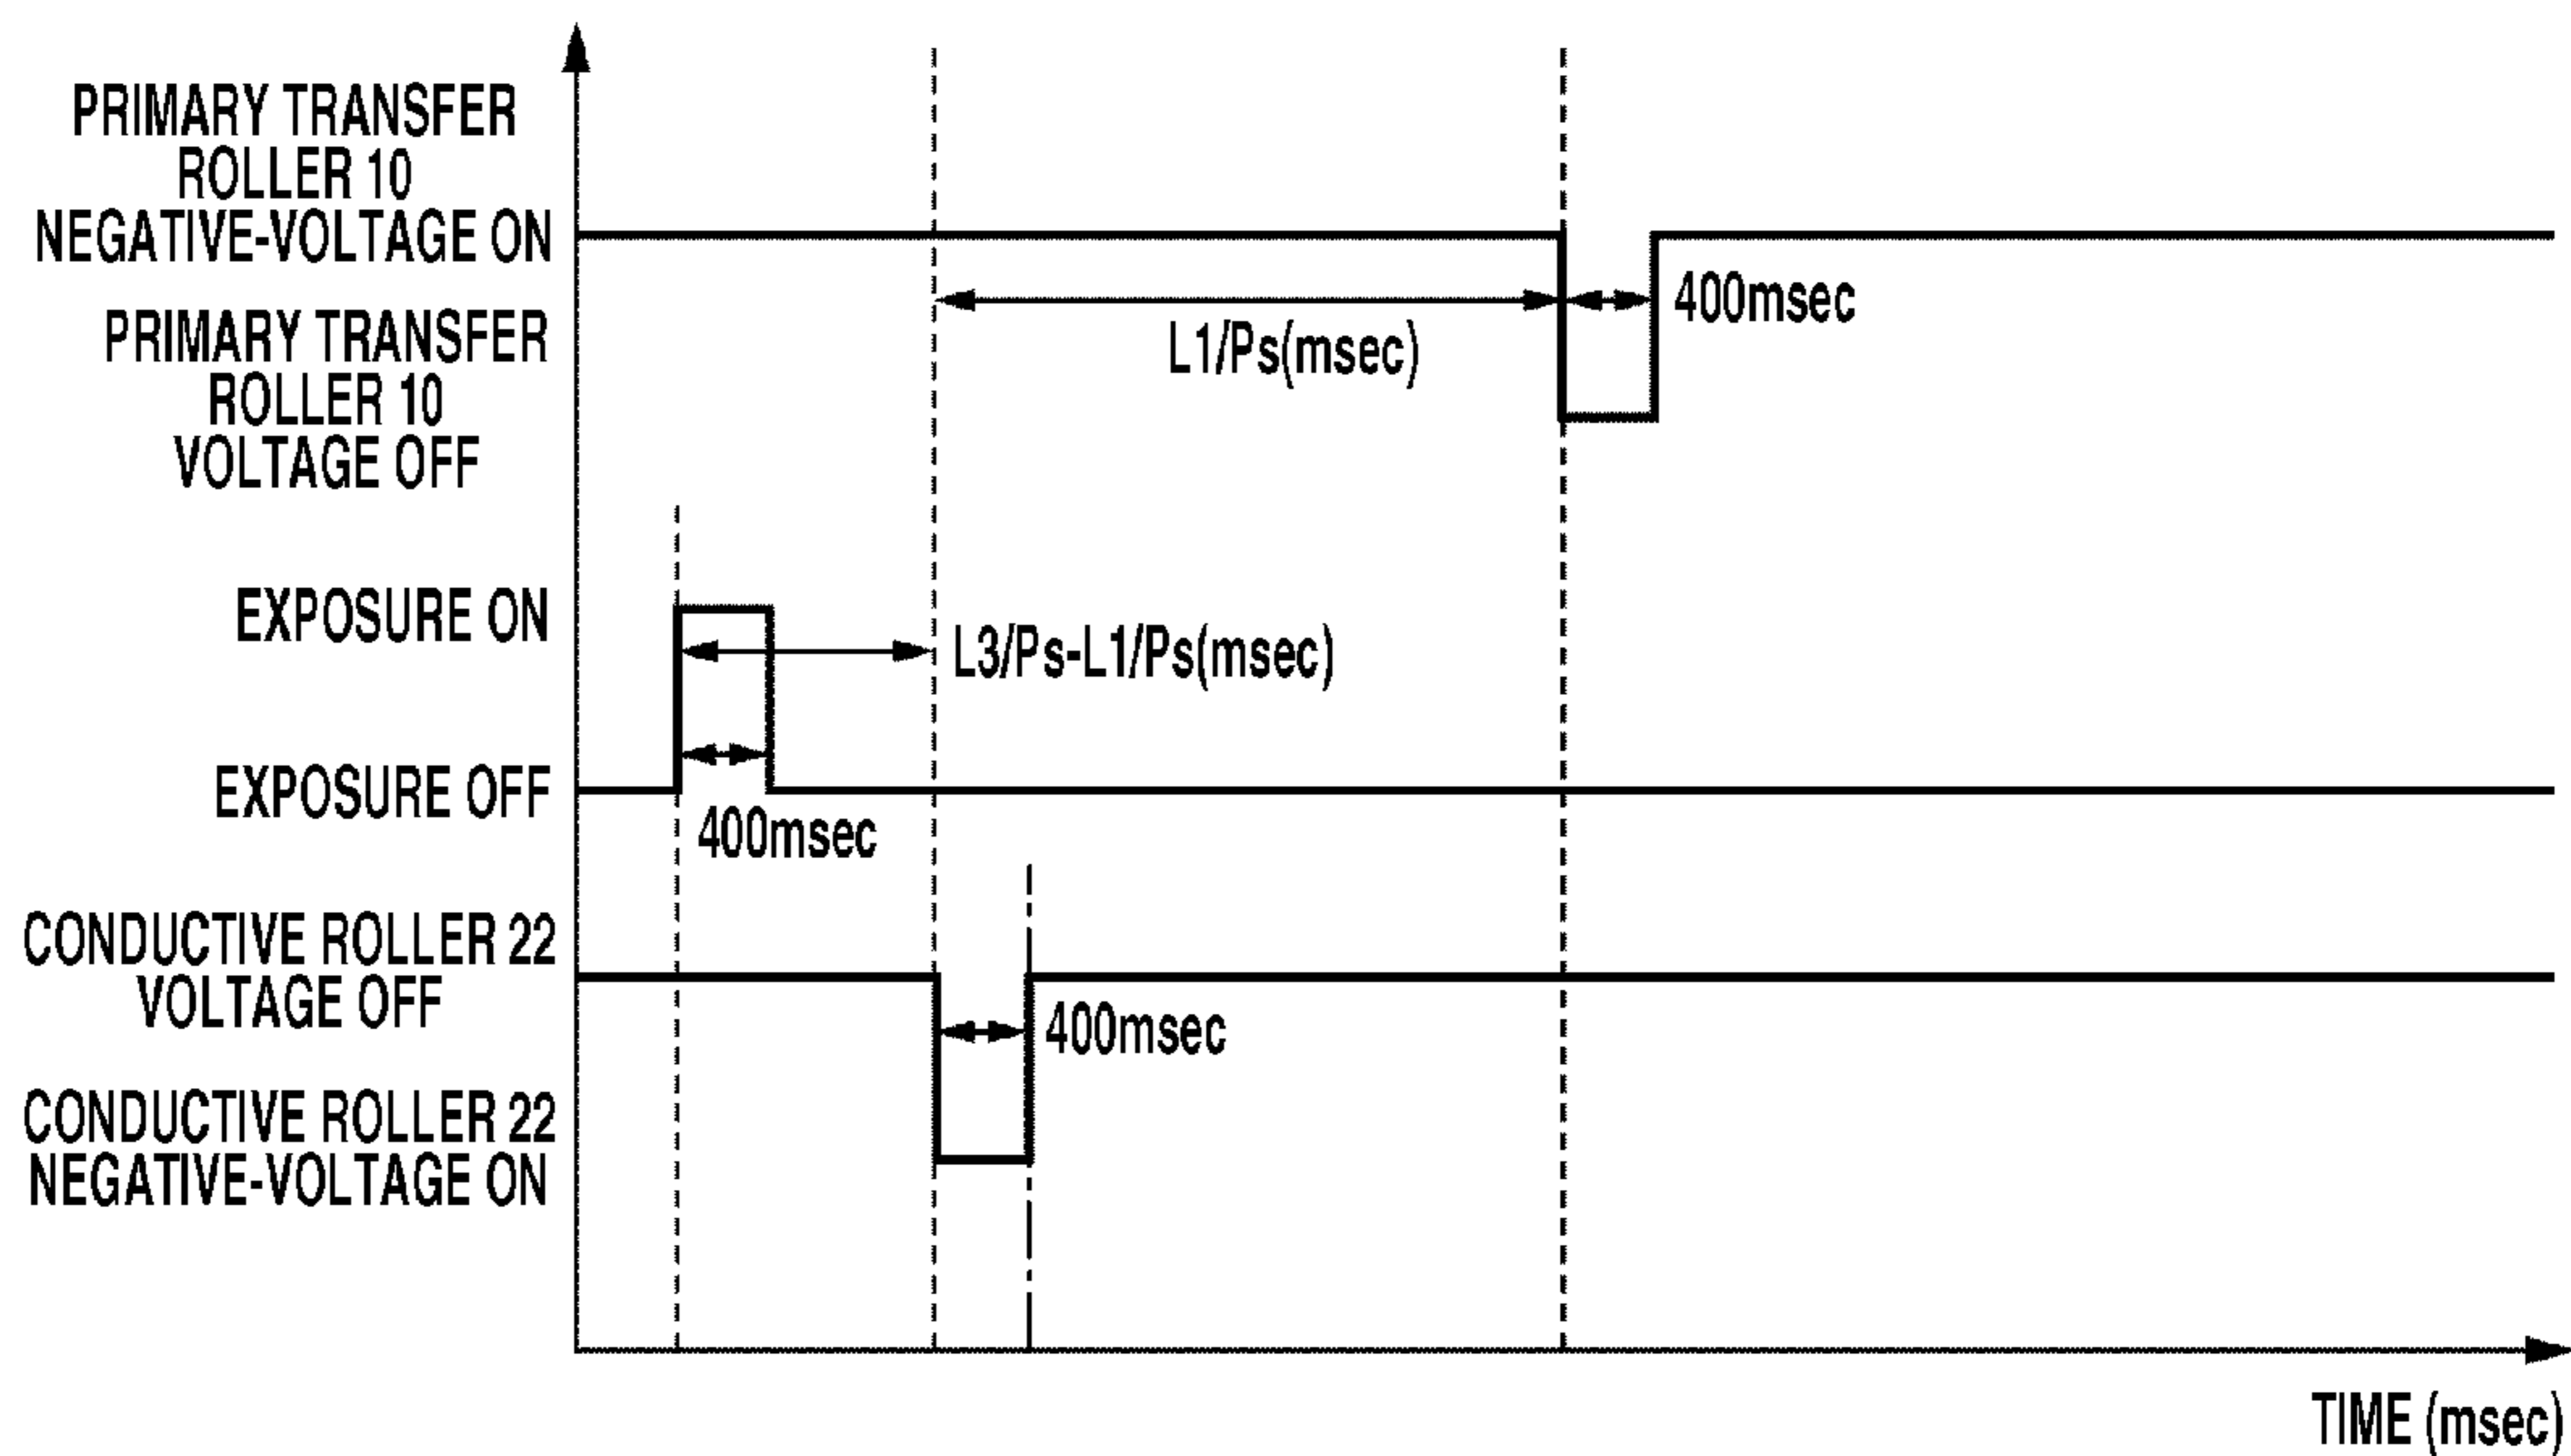 PRIMARY TRANSFER
ROLLER 10
NEGATIVE-VOLTAGE ON
400msec
L1/Ps(msec)
PRIMARY TRANSFER
ROLLER 10
VOLTAGE OFF
EXPOSURE ON
L3/Ps-L1/Ps(msec)
EXPOSURE OFF
400msec
CONDUCTIVE ROLLER 22
VOLTAGE OFF
400msec
CONDUCTIVE ROLLER 22
NEGATIVE-VOLTAGE ON
TIME (msec)